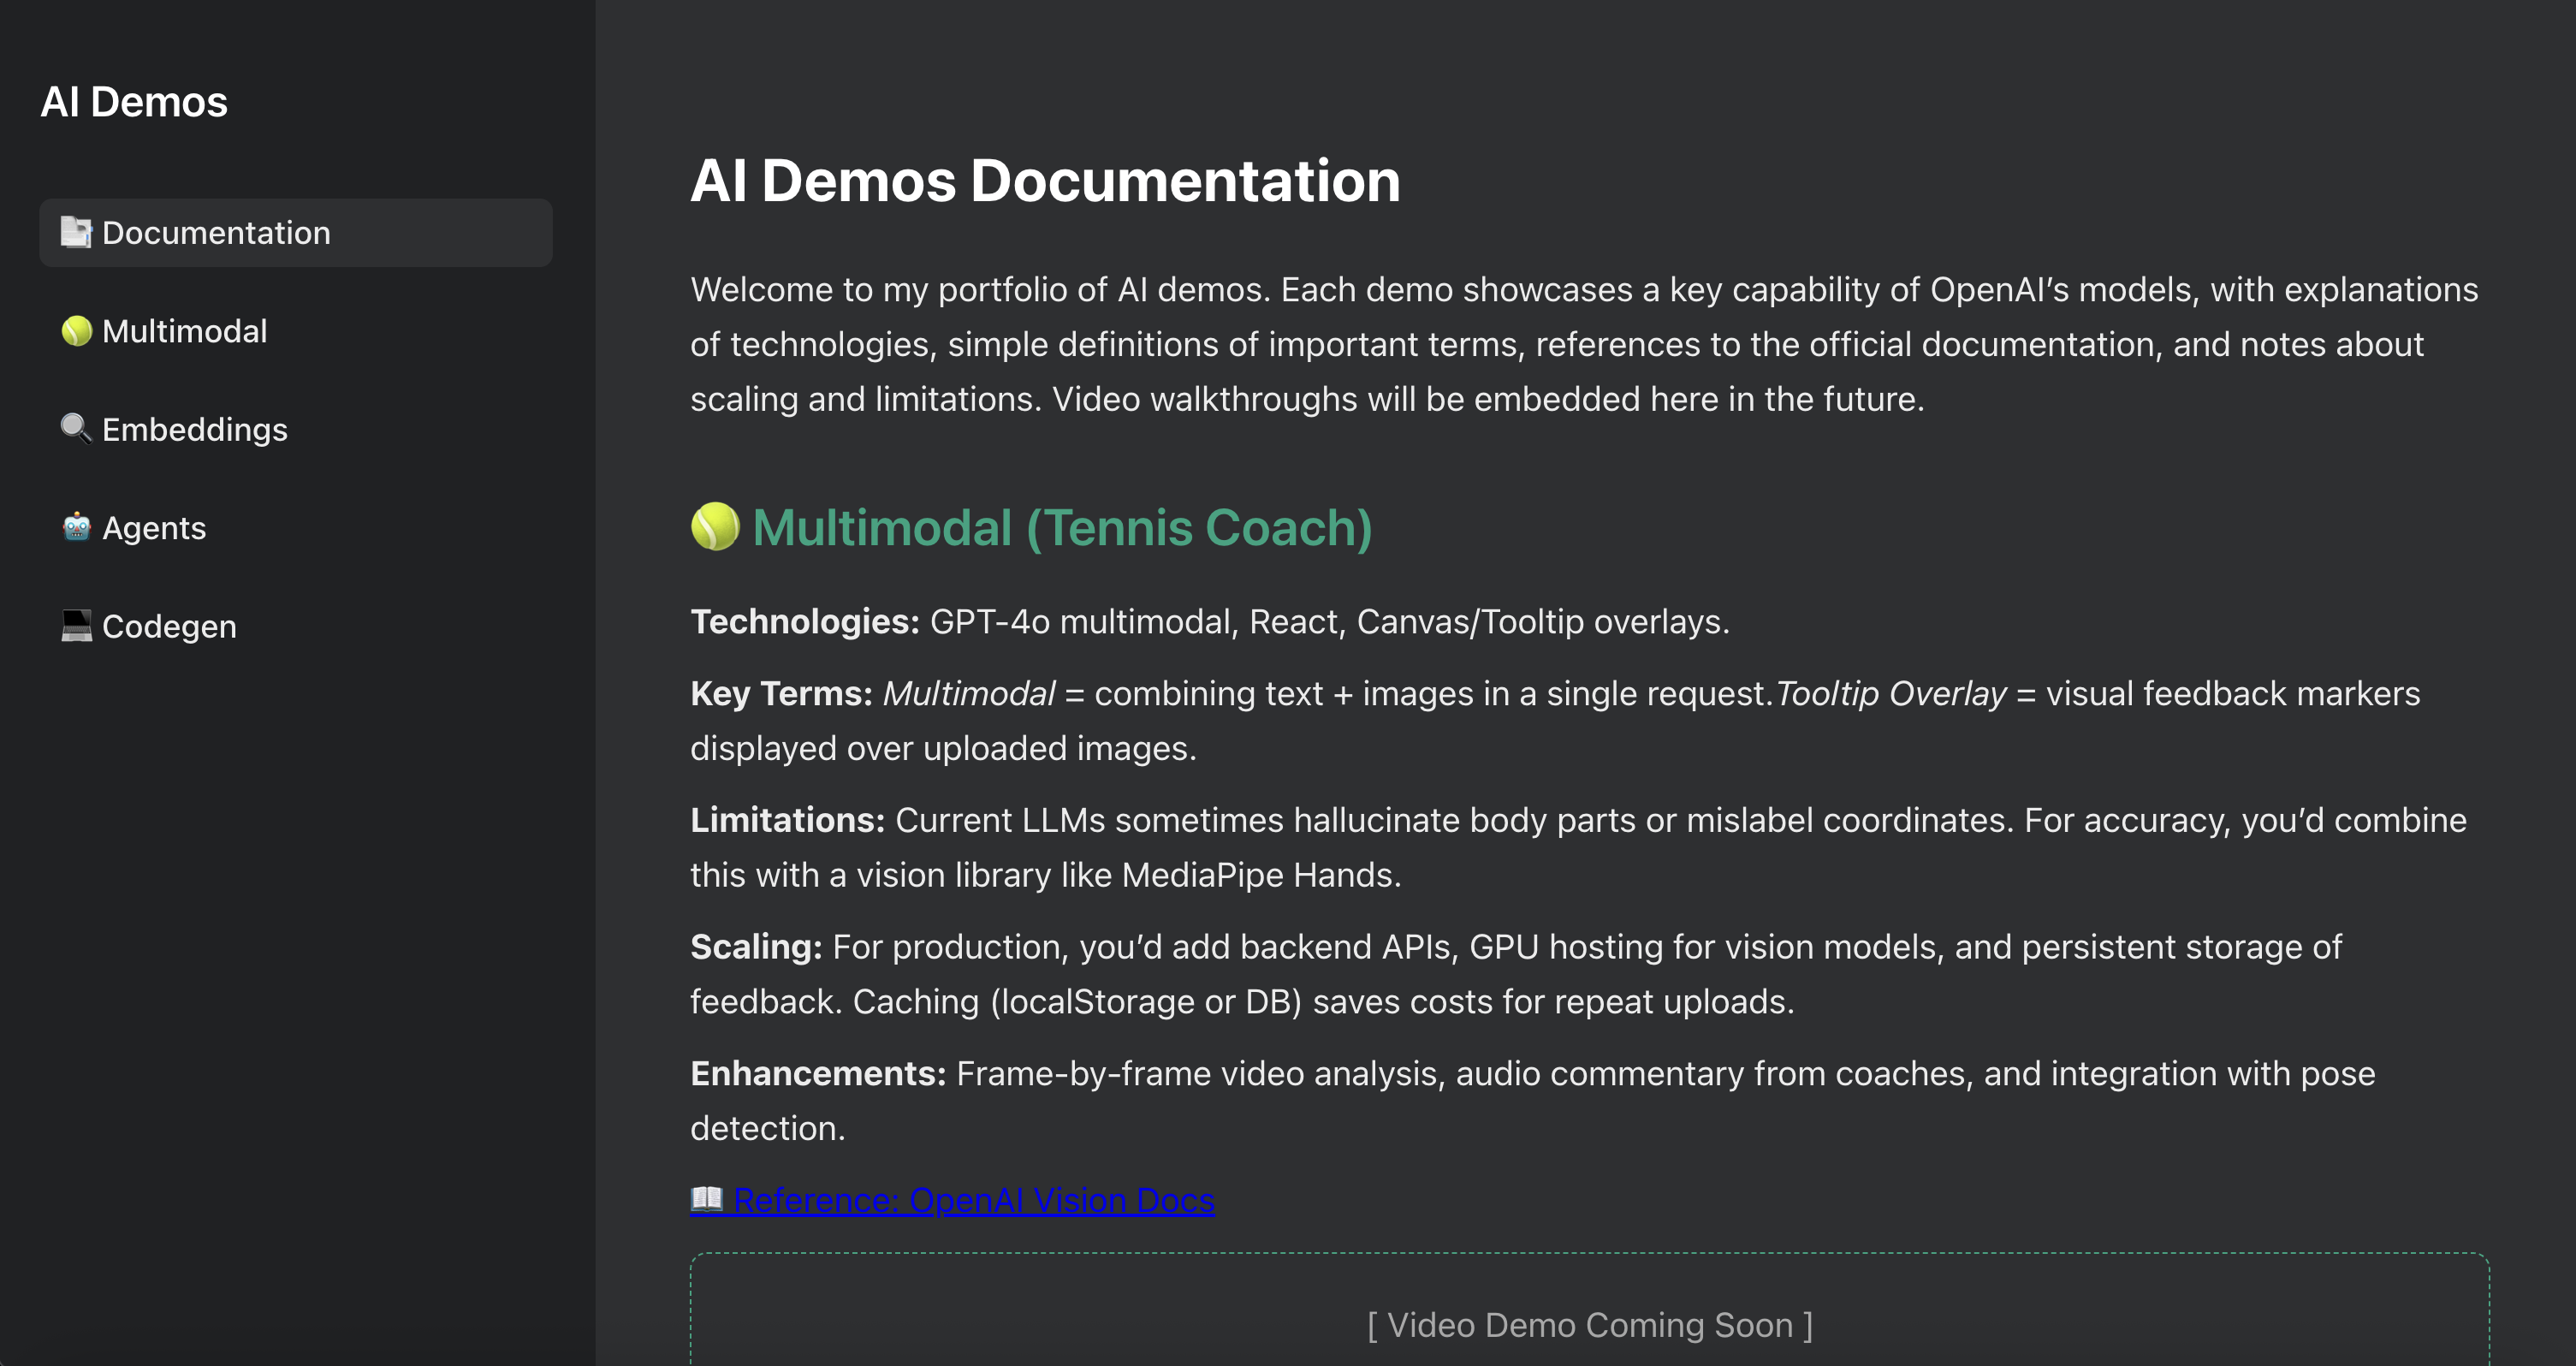 AI Demos
📑 Documentation
🎾 Multimodal
🔍 Embeddings
🤖 Agents
💻 Codegen
AI Demos Documentation
Welcome to my portfolio of AI demos. Each demo showcases a key capability of OpenAI’s models, with explanations
of technologies, simple definitions of important terms, references to the official documentation, and notes about
scaling and limitations. Video walkthroughs will be embedded here in the future.
🎾 Multimodal (Tennis Coach)
Technologies: GPT-4o multimodal, React, Canvas/Tooltip overlays.
Key Terms: Multimodal = combining text + images in a single request.Tooltip Overlay = visual feedback markers
displayed over uploaded images.
Limitations: Current LLMs sometimes hallucinate body parts or mislabel coordinates. For accuracy, you’d combine
this with a vision library like MediaPipe Hands.
Scaling: For production, you’d add backend APIs, GPU hosting for vision models, and persistent storage of
feedback. Caching (localStorage or DB) saves costs for repeat uploads.
Enhancements: Frame-by-frame video analysis, audio commentary from coaches, and integration with pose
detection.
📖 Reference: OpenAI Vision Docs
[ Video Demo Coming Soon ]